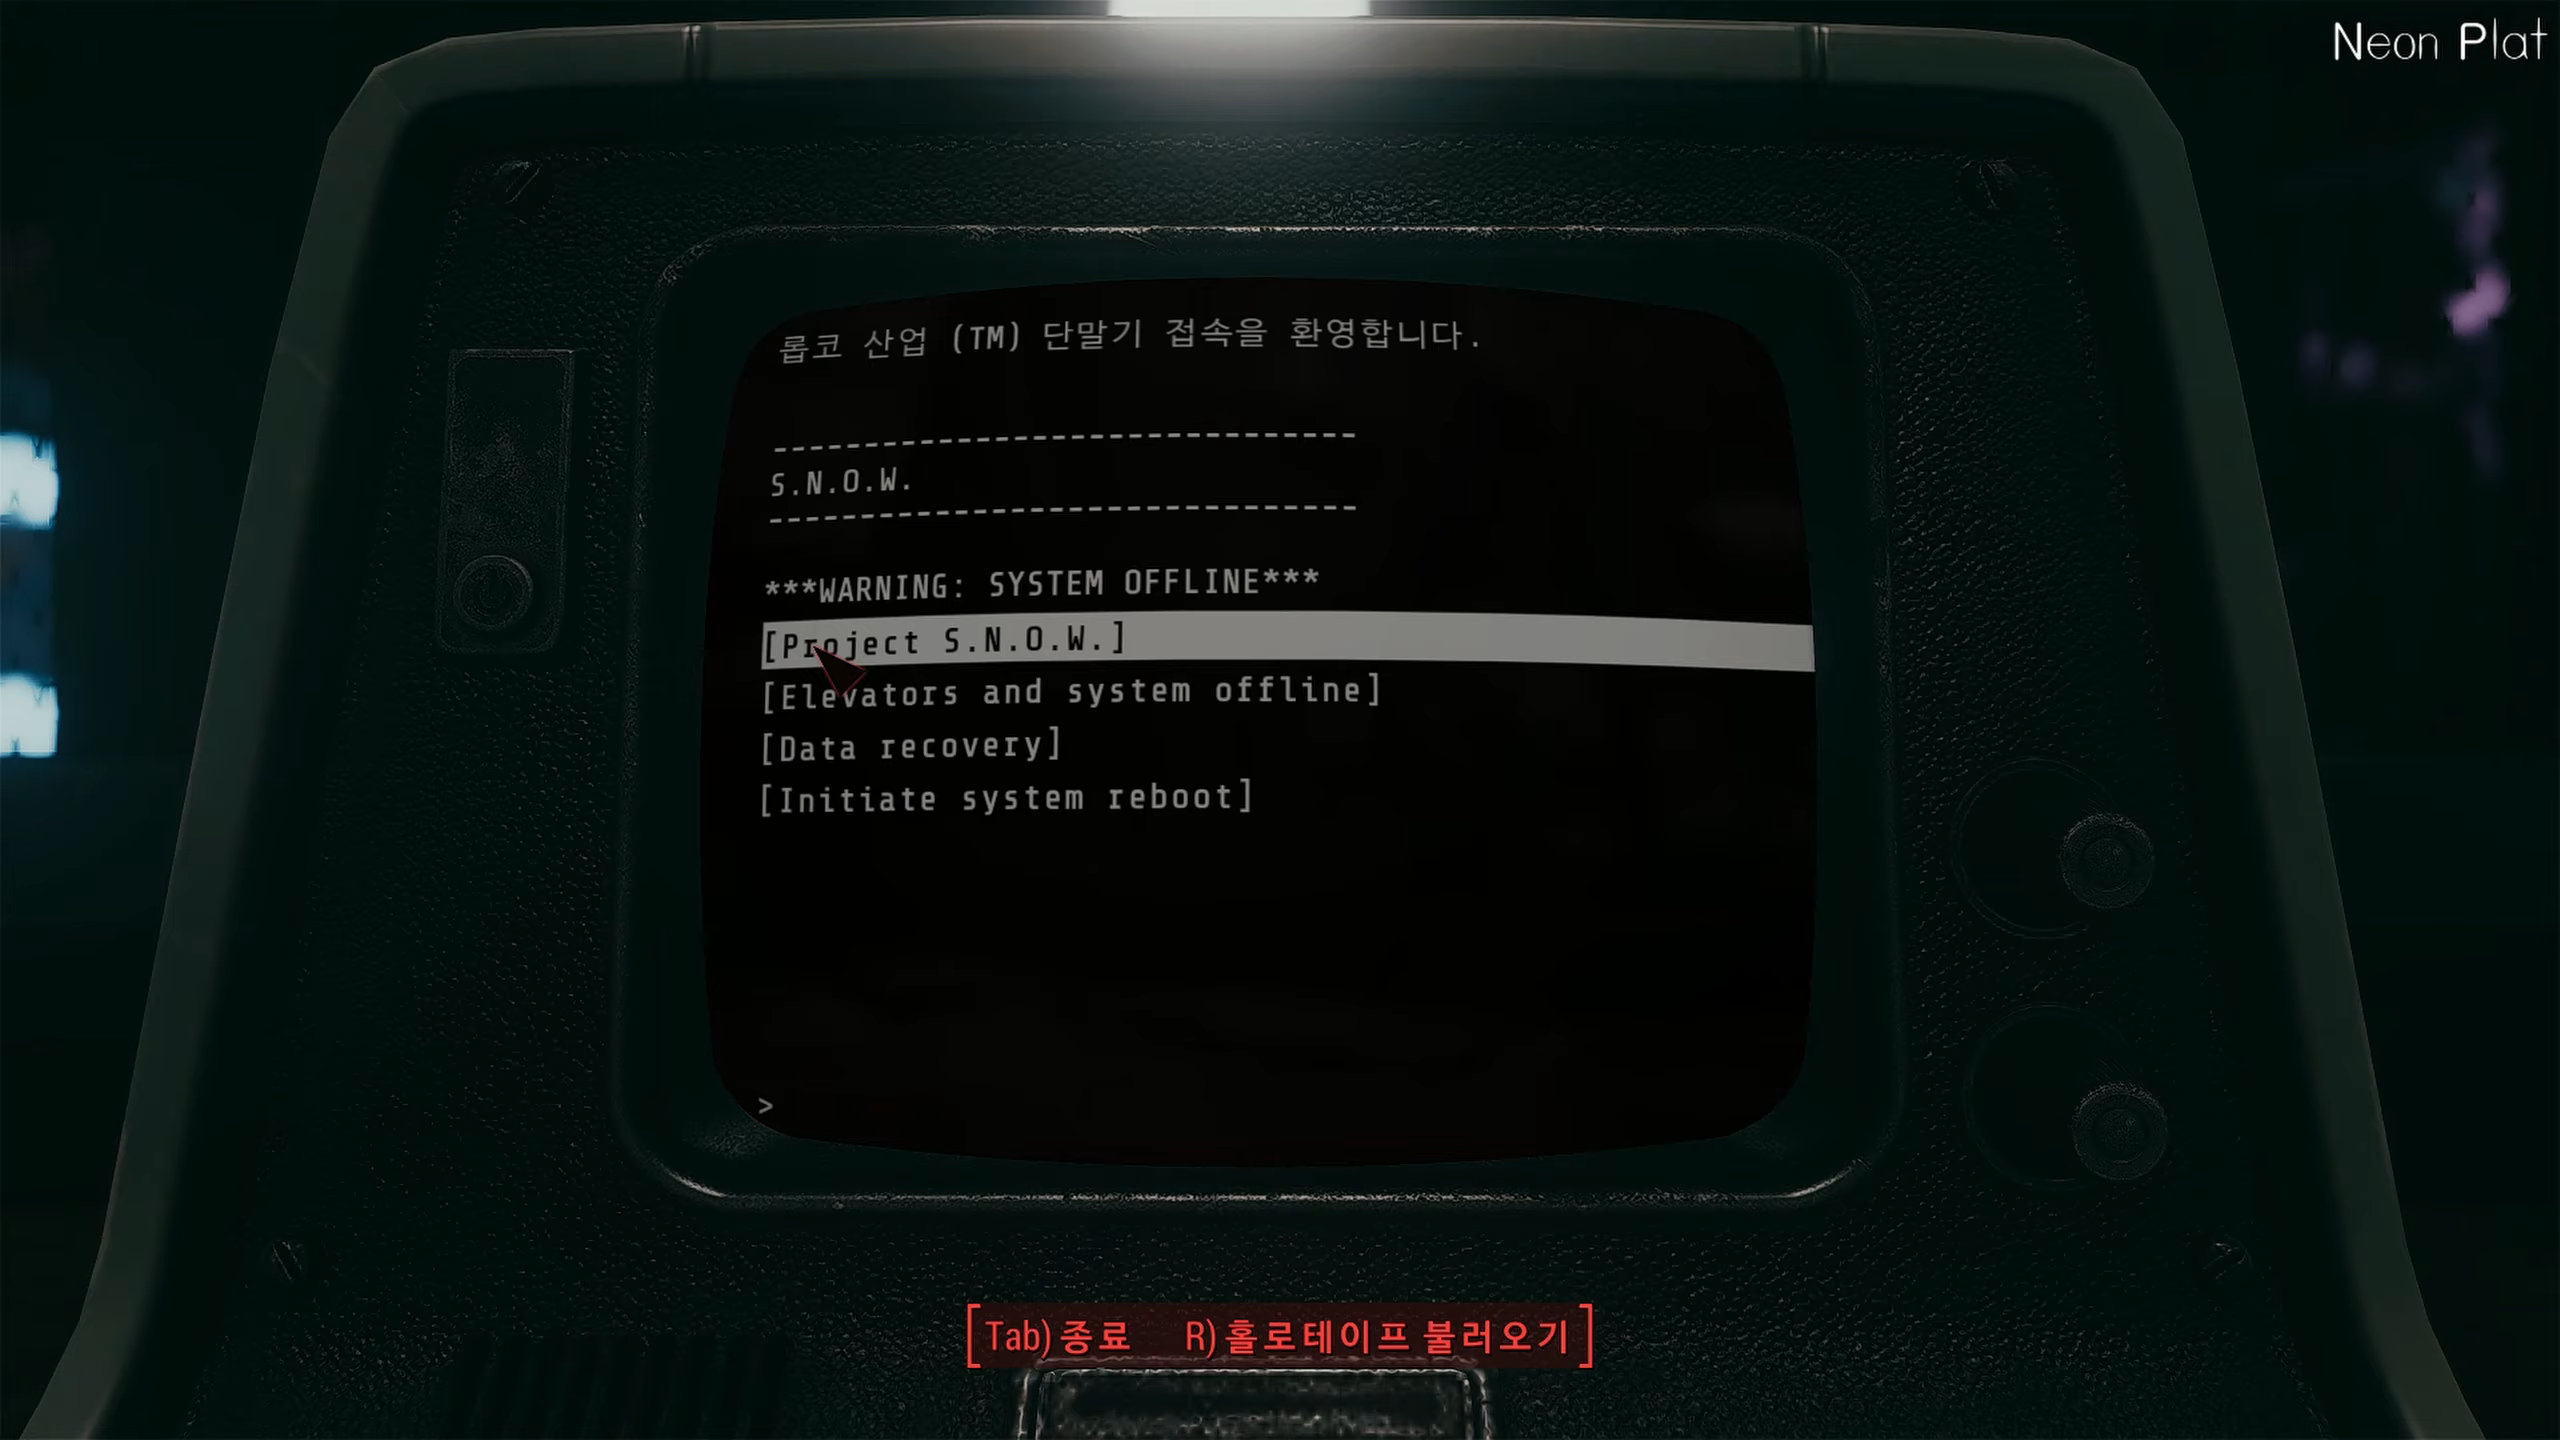 Neon Plat
롭코 산업 (TM) 단말기 접속을 환영합니다.
--------------------------------
S.N.O.W.
--------------------------------
***WARNING: SYSTEM OFFLINE***
[Project S.N.O.W.]
[Elevators and system offline]
[Data recovery]
[Initiate system reboot]
>
[Tab) 종료 R) 홀로테이프 불러오기]